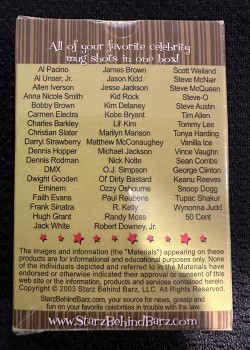 All of your favorite celebrity
mug shots in one box!
Al Pacino James Brown Scott Weiland
Al Unser, Jr. Jason Kidd Steve McNair
Allen Iverson Jesse Jackson Steve McQueen
Anna Nicole Smith Kid Rock Steve-O
Bobby Brown Kim Delaney Steve Austin
Carmen Electra Kobe Bryant Tim Allen
Charles Barkley Lil' Kim Tommy Lee
Christian Slater Marilyn Manson Tonya Harding
Darryl Strawberry Matthew McConaughey Vanilla Ice
Dennis Hopper Michael Jackson Vince Vaughn
Dennis Rodman Nick Nolte Sean Combs
DMX O.J. Simpson George Clinton
Dwight Gooden Ol' Dirty Bastard Keanu Reeves
Eminem Ozzy Osbourne Snoop Dogg
Faith Evans Paul Reubens Tupac Shakur
Frank Sinatra R. Kelly Wynonna Judd
Hugh Grant Randy Moss 50 Cent
Jack White Robert Downey, Jr.
The images and information (the "Materials") appearing on these
products are for informational and educational purposes only. None
of the individuals depicted and referred to in the Materials have
endorsed or otherwise indicated their approval or consent of this
web site or the information, products and services contained herein.
Copyright © 2003 Starz Behind Barz, LLC. All Rights Reserved.
StarzBehindBarz.com, your source for news, gossip and
fun on your favorite celebrities in trouble with the law.
www.StarzBehindBarz.com